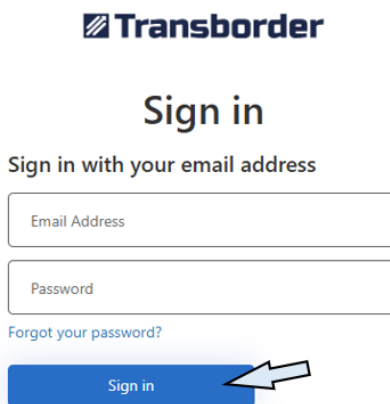 Transborder
Sign in
Sign in with your email address
Email Address
Password
Forgot your password?
Sign in